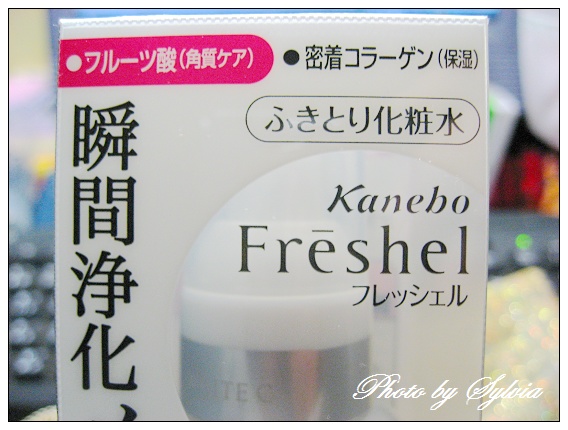 ●フルーツ酸(角質ケア)
●密着コラーゲン(保湿)
ふきとり化粧水
瞬間浄化
Kanebo
Frēshel
フレッシェル
Photo by Sylvia